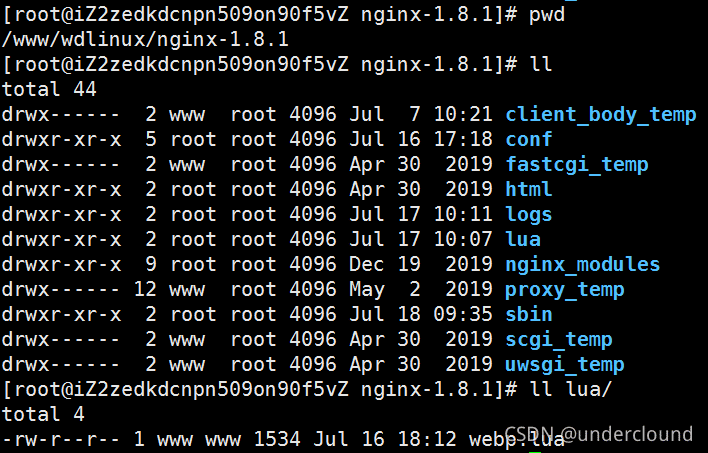 [root@iZ2zedkdcnpn509on90f5vZ nginx-1.8.1]# pwd
/www/wdlinux/nginx-1.8.1
[root@iZ2zedkdcnpn509on90f5vZ nginx-1.8.1]# ll
total 44
drwx------  2 www  root 4096 Jul  7 10:21 client_body_temp
drwxr-xr-x  5 root root 4096 Jul 16 17:18 conf
drwx------  2 www  root 4096 Apr 30  2019 fastcgi_temp
drwxr-xr-x  2 root root 4096 Apr 30  2019 html
drwxr-xr-x  2 root root 4096 Jul 17 10:11 logs
drwxr-xr-x  2 root root 4096 Jul 17 10:07 lua
drwxr-xr-x  9 root root 4096 Dec 19  2019 nginx_modules
drwx------ 12 www  root 4096 May  2  2019 proxy_temp
drwxr-xr-x  2 root root 4096 Jul 18 09:35 sbin
drwx------  2 www  root 4096 Apr 30  2019 scgi_temp
drwx------  2 www  root 4096 Apr 30  2019 uwsgi_temp
[root@iZ2zedkdcnpn509on90f5vZ nginx-1.8.1]# ll lua/
total 4
-rw-r--r-- 1 www www 1534 Jul 16 18:12 webp.lua
CSDN @underclound